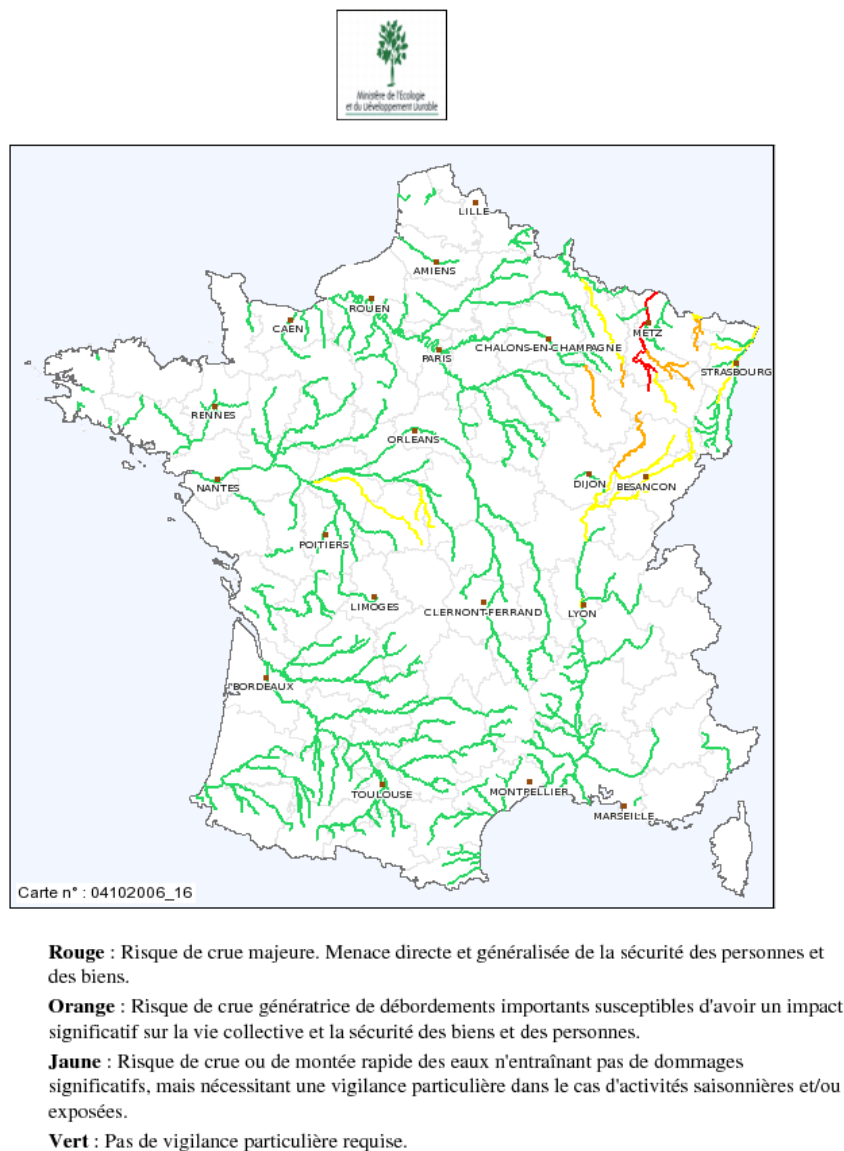 Ministère de l'Ecologie
et du Développement Durable
LILLE
AMIENS
ROUEN
CAEN
METZ
CHALONS-EN-CHAMPAGNE
PARIS
STRASBOURG
RENNES
ORLEANS
NANTES
DIJON
BESANCON
POITIERS
LIMOGES
CLERNONT-FERRAND
LYON
BORDEAUX
TOULOUSE
MONTPELLIER
MARSEILLE
Carte n° : 04102006_16
Rouge : Risque de crue majeure. Menace directe et généralisée de la sécurité des personnes et
des biens.
Orange : Risque de crue génératrice de débordements importants susceptibles d'avoir un impact
significatif sur la vie collective et la sécurité des biens et des personnes.
Jaune : Risque de crue ou de montée rapide des eaux n'entraînant pas de dommages
significatifs, mais nécessitant une vigilance particulière dans le cas d'activités saisonnières et/ou
exposées.
Vert : Pas de vigilance particulière requise.